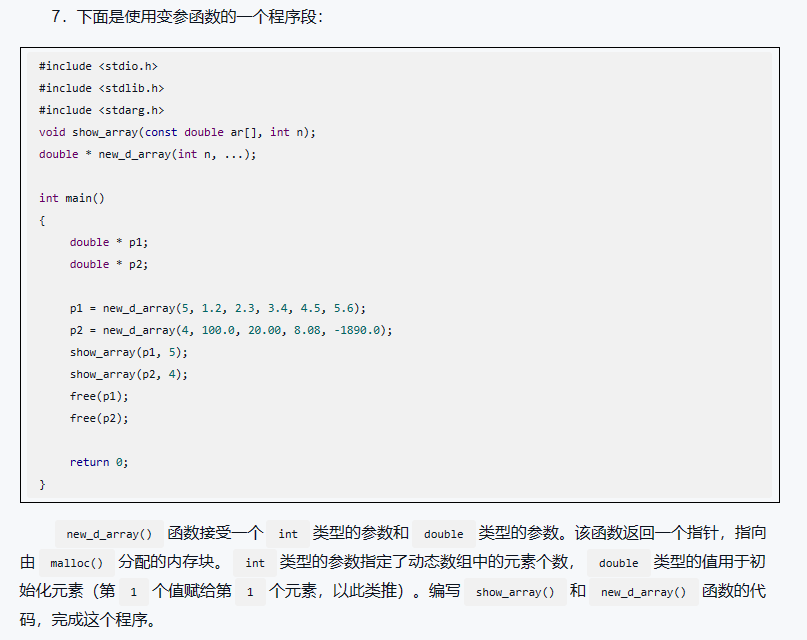 7. 下面是使用变参函数的一个程序段：
#include <stdio.h>
#include <stdlib.h>
#include <stdarg.h>
void show_array(const double ar[], int n);
double * new_d_array(int n, ...);
int main()
{
double * p1;
double * p2;
p1 = new_d_array(5, 1.2, 2.3, 3.4, 4.5, 5.6);
p2 = new_d_array(4, 100.0, 20.00, 8.08, -1890.0);
show_array(p1, 5);
show_array(p2, 4);
free(p1);
free(p2);
return 0;
}
new_d_array() 函数接受一个 int 类型的参数和 double 类型的参数。该函数返回一个指针，指向
由 malloc() 分配的内存块。 int 类型的参数指定了动态数组中的元素个数， double 类型的值用于初
始化元素（第 1 个值赋给第 1 个元素，以此类推）。编写 show_array() 和 new_d_array() 函数的代
码，完成这个程序。